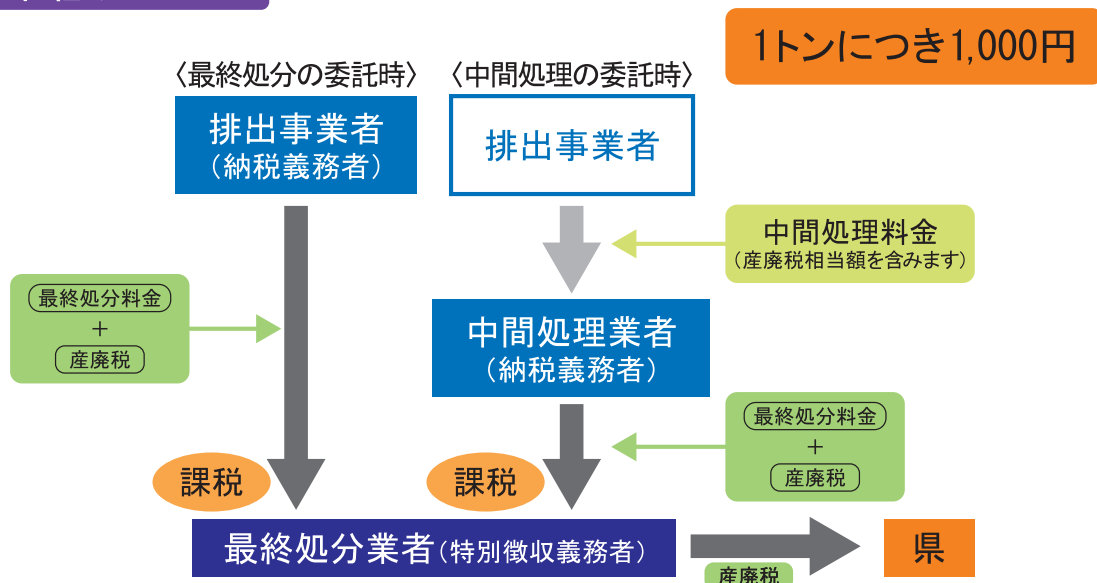 1トンにつき1,000円
〈最終処分の委託時〉
〈中間処理の委託時〉
排出事業者
(納税義務者)
排出事業者
中間処理料金
(産廃税相当額を含みます)
最終処分料金
+
産廃税
中間処理業者
(納税義務者)
最終処分料金
+
産廃税
課税
課税
最終処分業者(特別徴収義務者)
県
産廃税